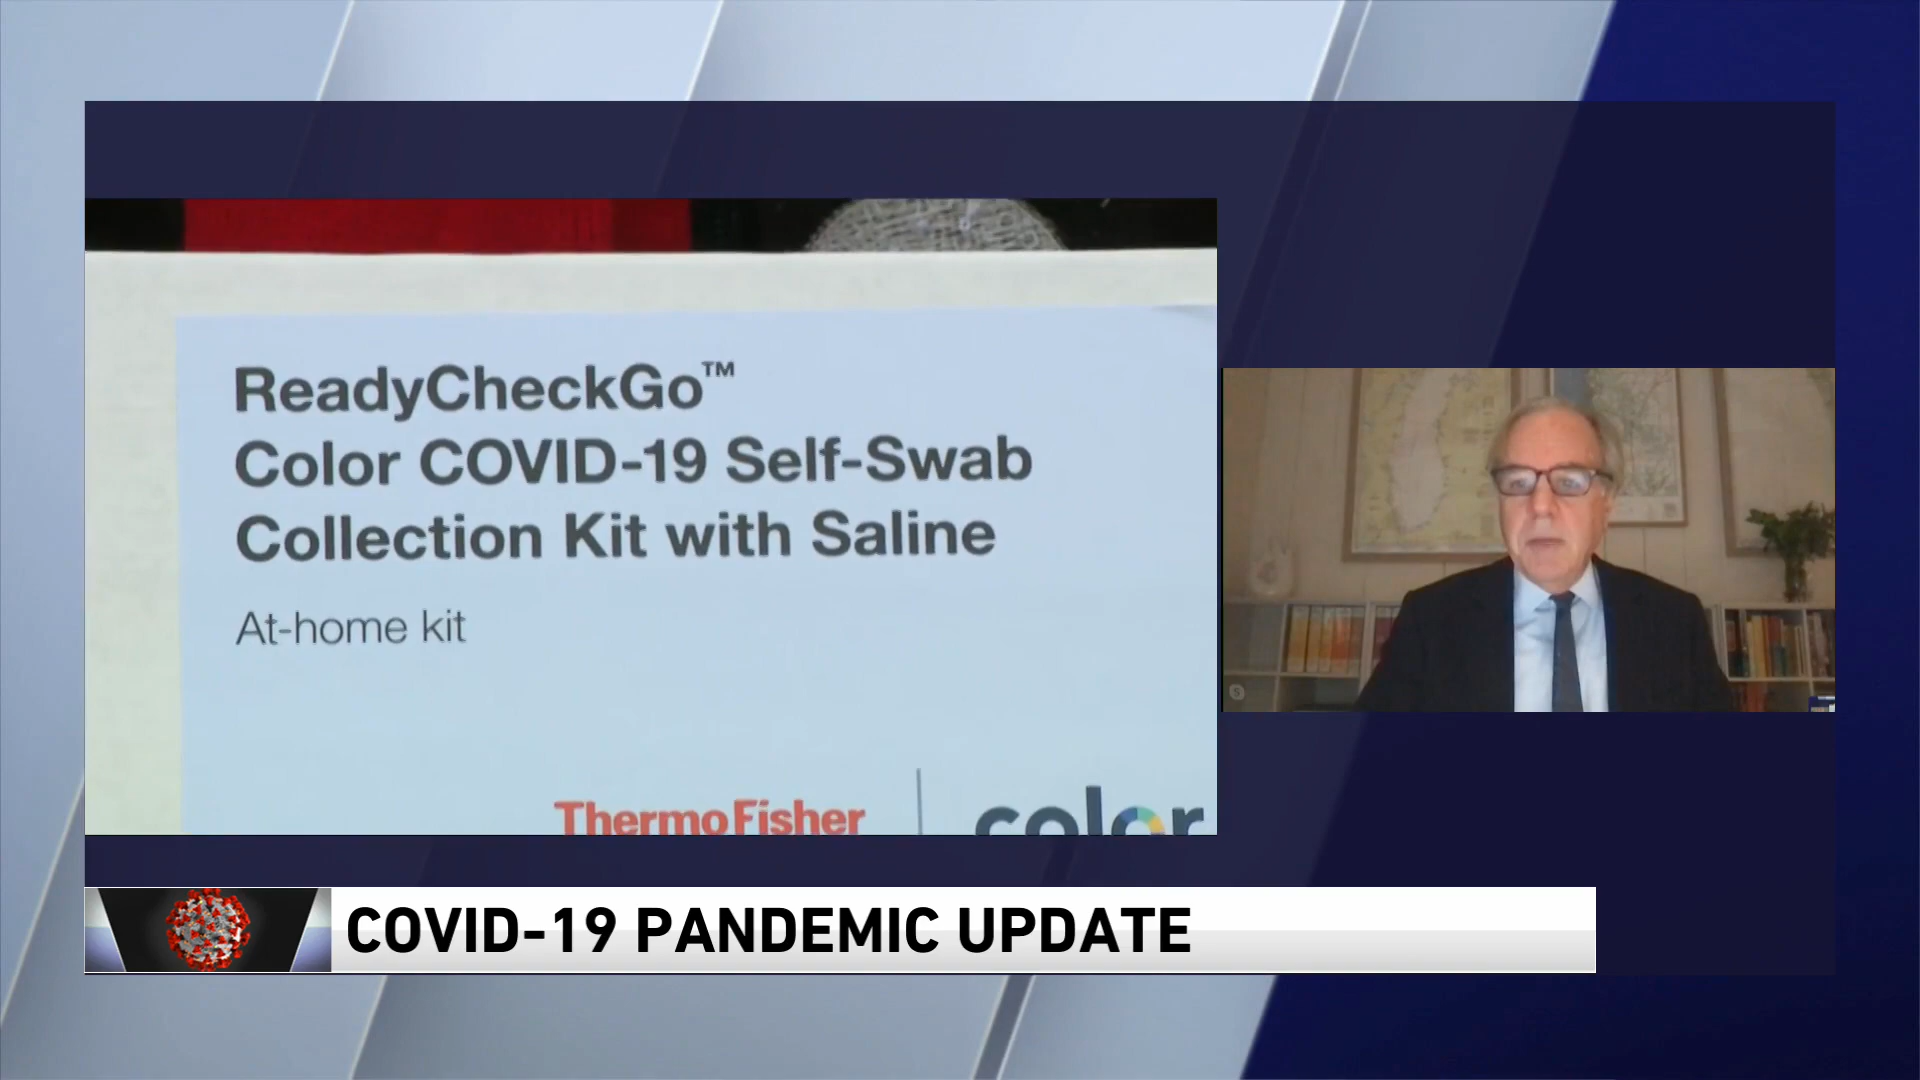 ReadyCheckGo™
Color COVID-19 Self-Swab
Collection Kit with Saline
At-home kit
ThermoFisher
color
COVID-19 PANDEMIC UPDATE